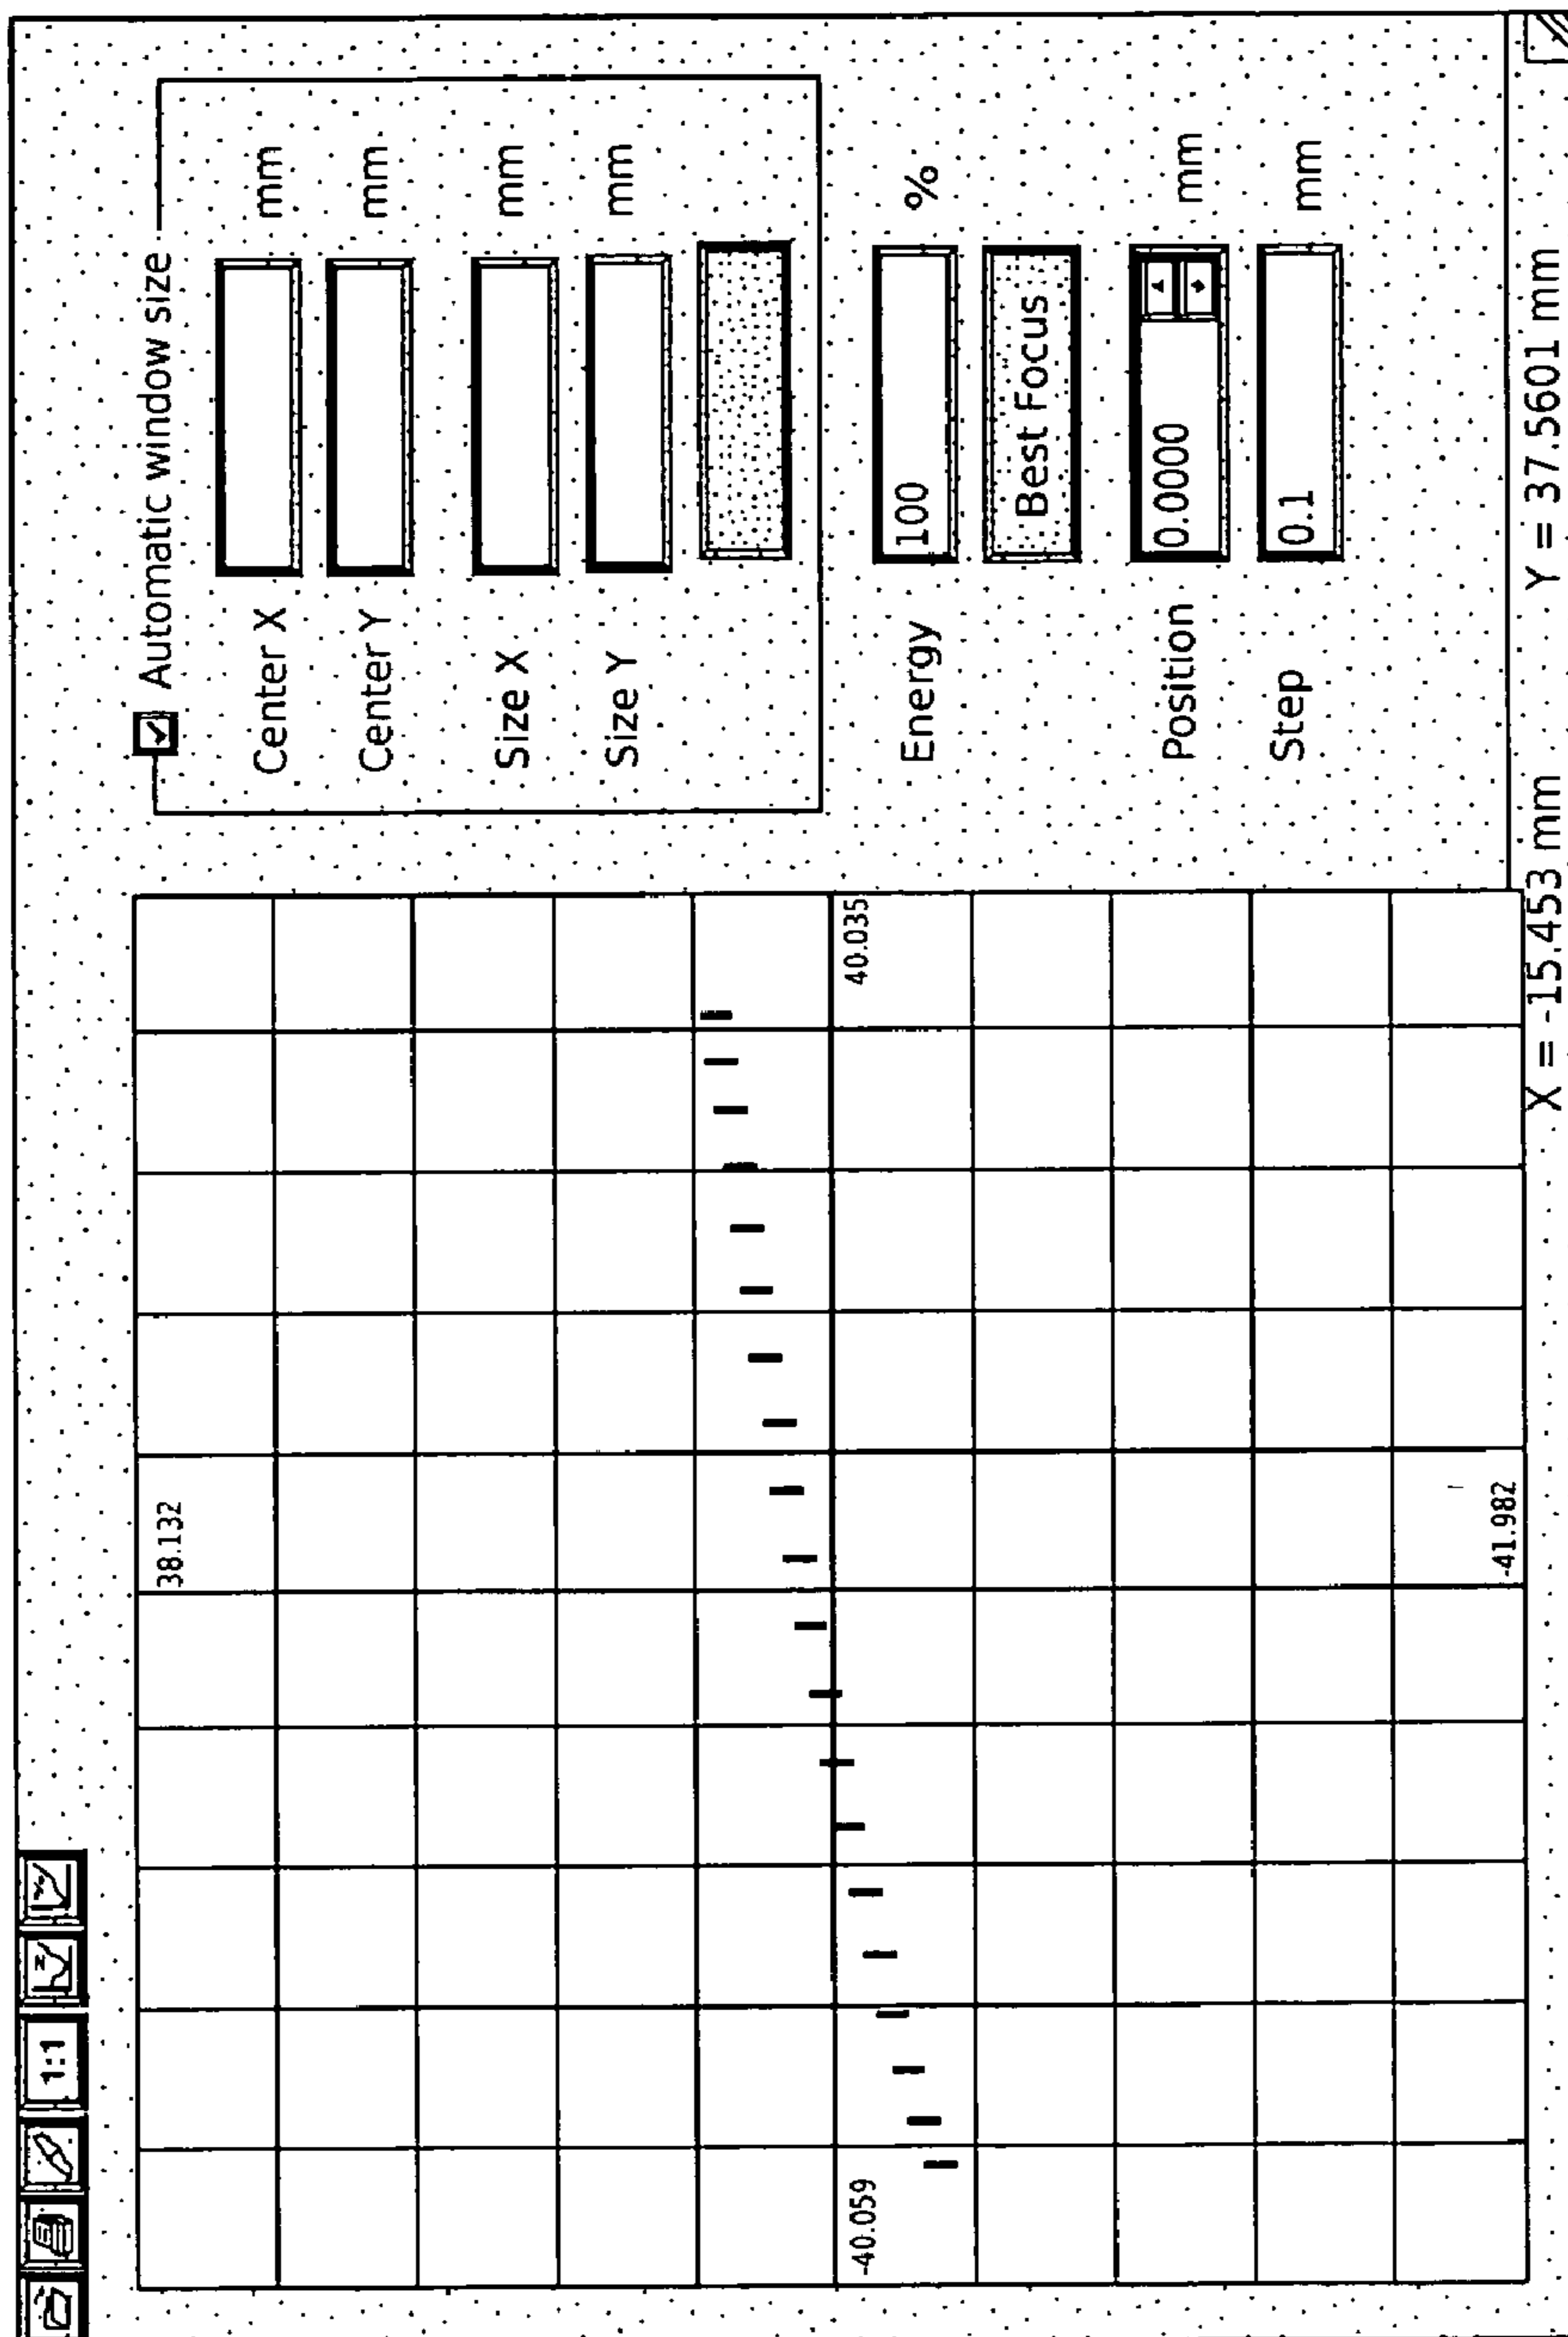 1:1
Automatic window size
Center X mm
Center Y mm
Size X mm
Size Y mm
Energy 100 %
Best Focus
Position 0.0000 mm
Step 0.1 mm
38.132
-40.059
40.035
-41.982
X = -15.453 mm Y = 37.5601 mm